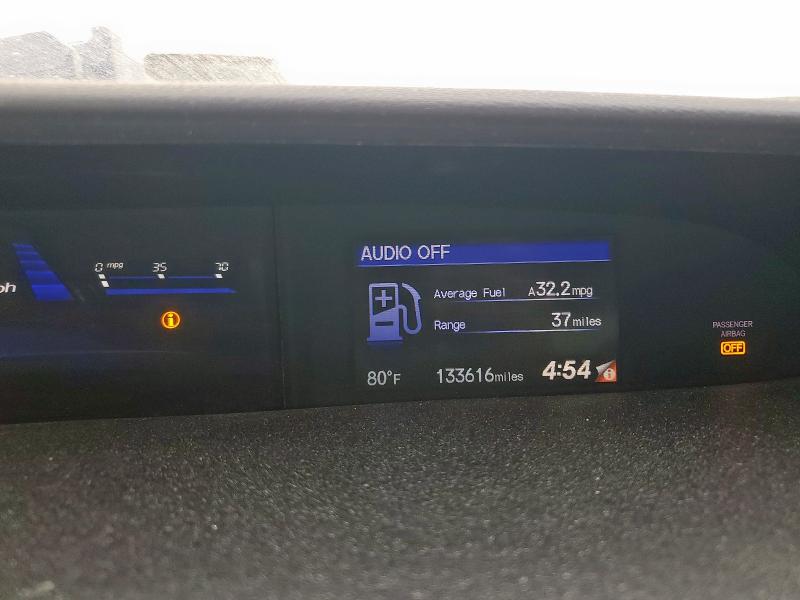 AUDIO OFF
ph
0 mpg 35 70
Average Fuel A32.2mpg
Range 37miles
80°F 133616miles 4:54
PASSENGER
AIRBAG
OFF